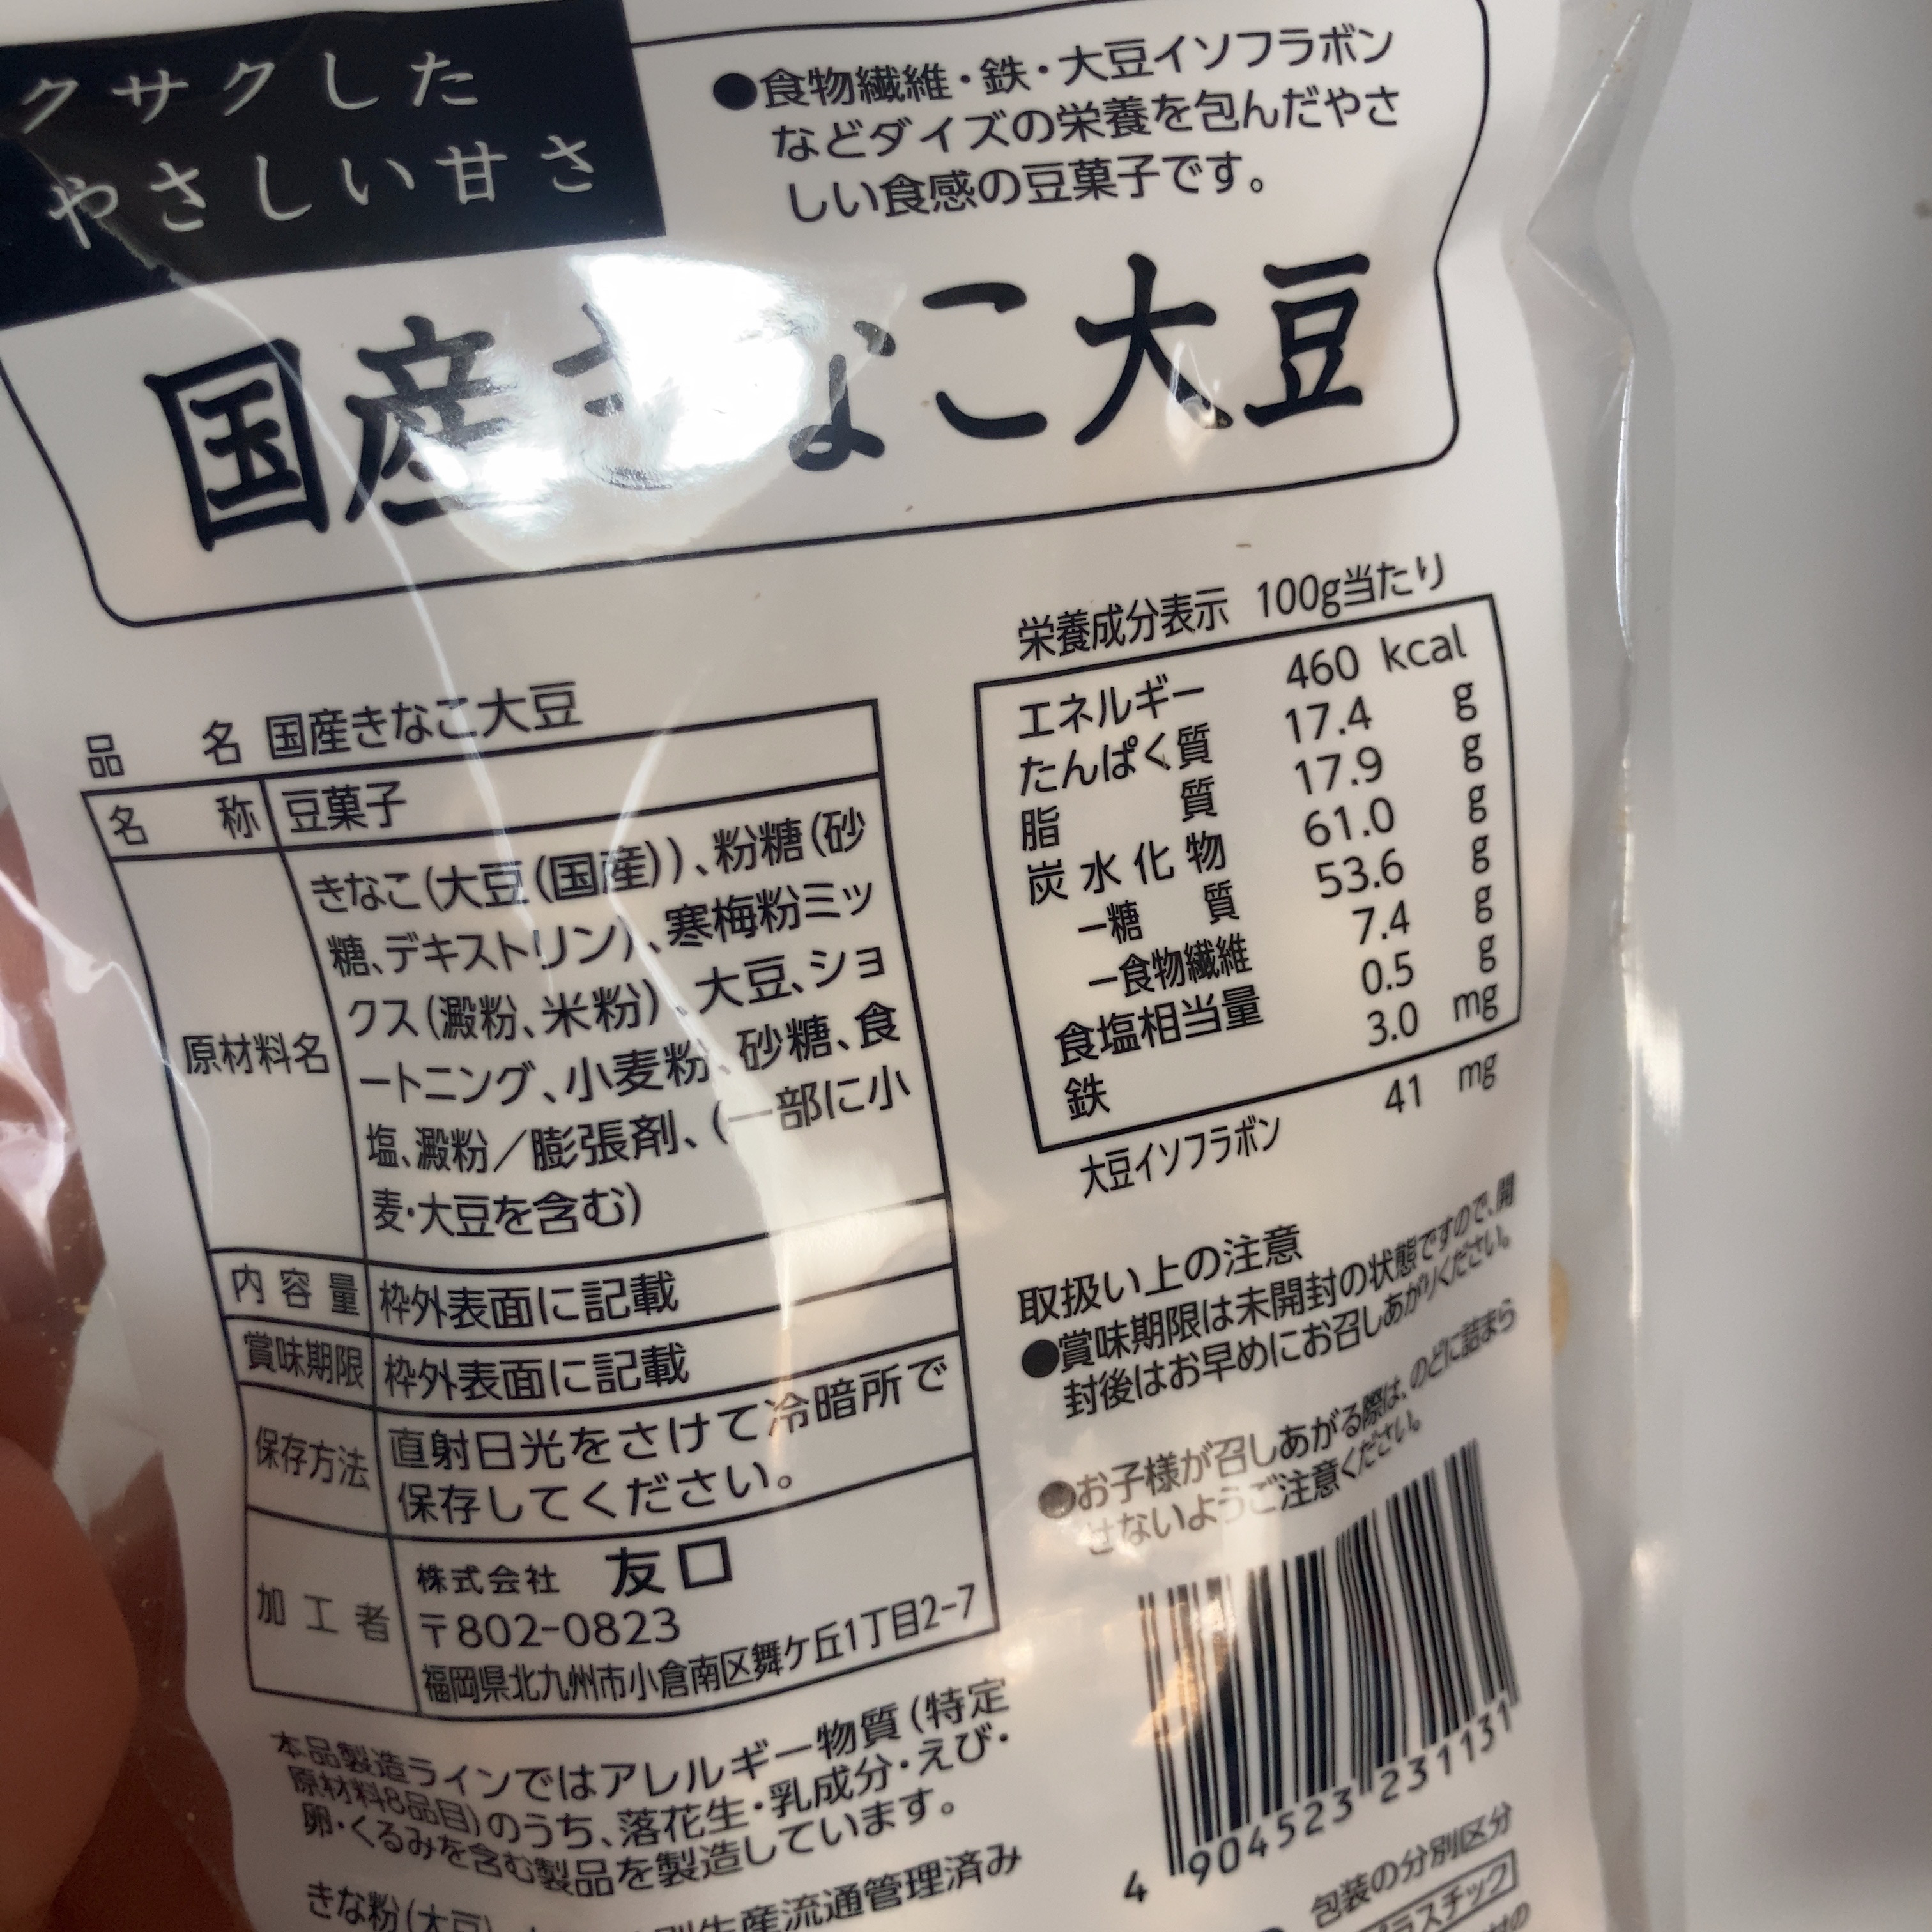 クサクした
やさしい甘さ
●食物繊維・鉄・大豆イソフラボン
などダイズの栄養を包んだやさ
しい食感の豆菓子です。
国産きなこ大豆
品名 国産きなこ大豆
名称 豆菓子
原材料名 きなこ(大豆(国産))、粉糖(砂
糖、デキストリン)、寒梅粉ミッ
クス(澱粉、米粉)、大豆、ショ
ートニング、小麦粉、砂糖、食
塩、澱粉/膨張剤、(一部に小
麦・大豆を含む)
内容量 枠外表面に記載
賞味期限 枠外表面に記載
保存方法 直射日光をさけて冷暗所で
保存してください。
加工者 株式会社 友口
〒802-0823
福岡県北九州市小倉南区舞ケ丘1丁目2-7
本品製造ラインではアレルギー物質(特定
原材料8品目)のうち、落花生・乳成分・えび・
卵・くるみを含む製品を製造しています。
きな粉(大豆) 別生産流通管理済み
栄養成分表示 100g当たり
エネルギー 460 kcal
たんぱく質 17.4 g
脂質 17.9 g
炭水化物 61.0 g
-糖質 53.6 g
-食物繊維 7.4 g
食塩相当量 0.5 g
鉄 3.0 mg
大豆イソフラボン 41 mg
取扱い上の注意
●賞味期限は未開封の状態ですので、開
封後はお早めにお召しあがりください。
●お子様が召しあがる際は、のどに詰まら
せないようご注意ください。
4 904523 231131
包装の分別区分
プラスチック